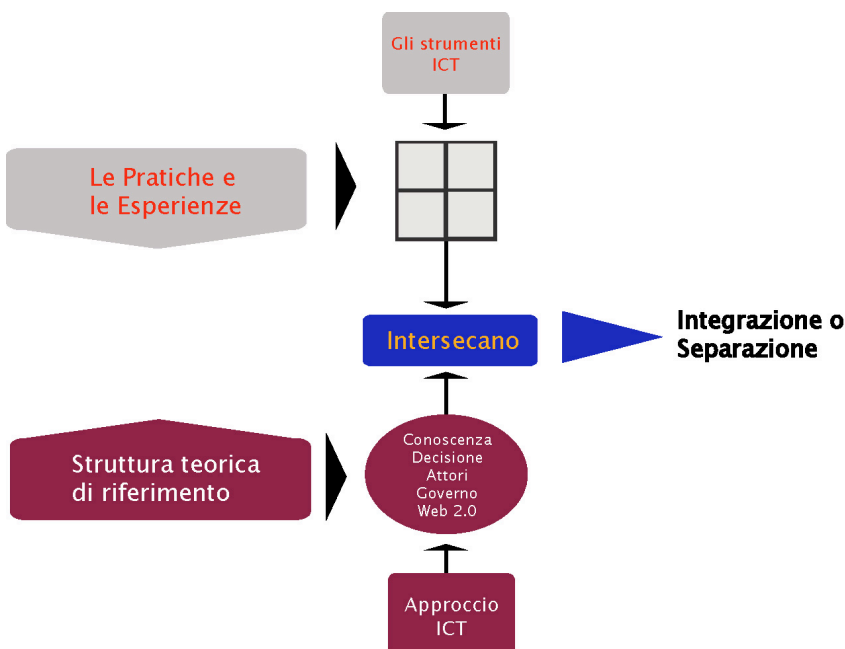 Gli strumenti
ICT
Le Pratiche e
le Esperienze
Intersecano
Integrazione o
Separazione
Struttura teorica
di riferimento
Conoscenza
Decisione
Attori
Governo
Web 2.0
Approccio
ICT